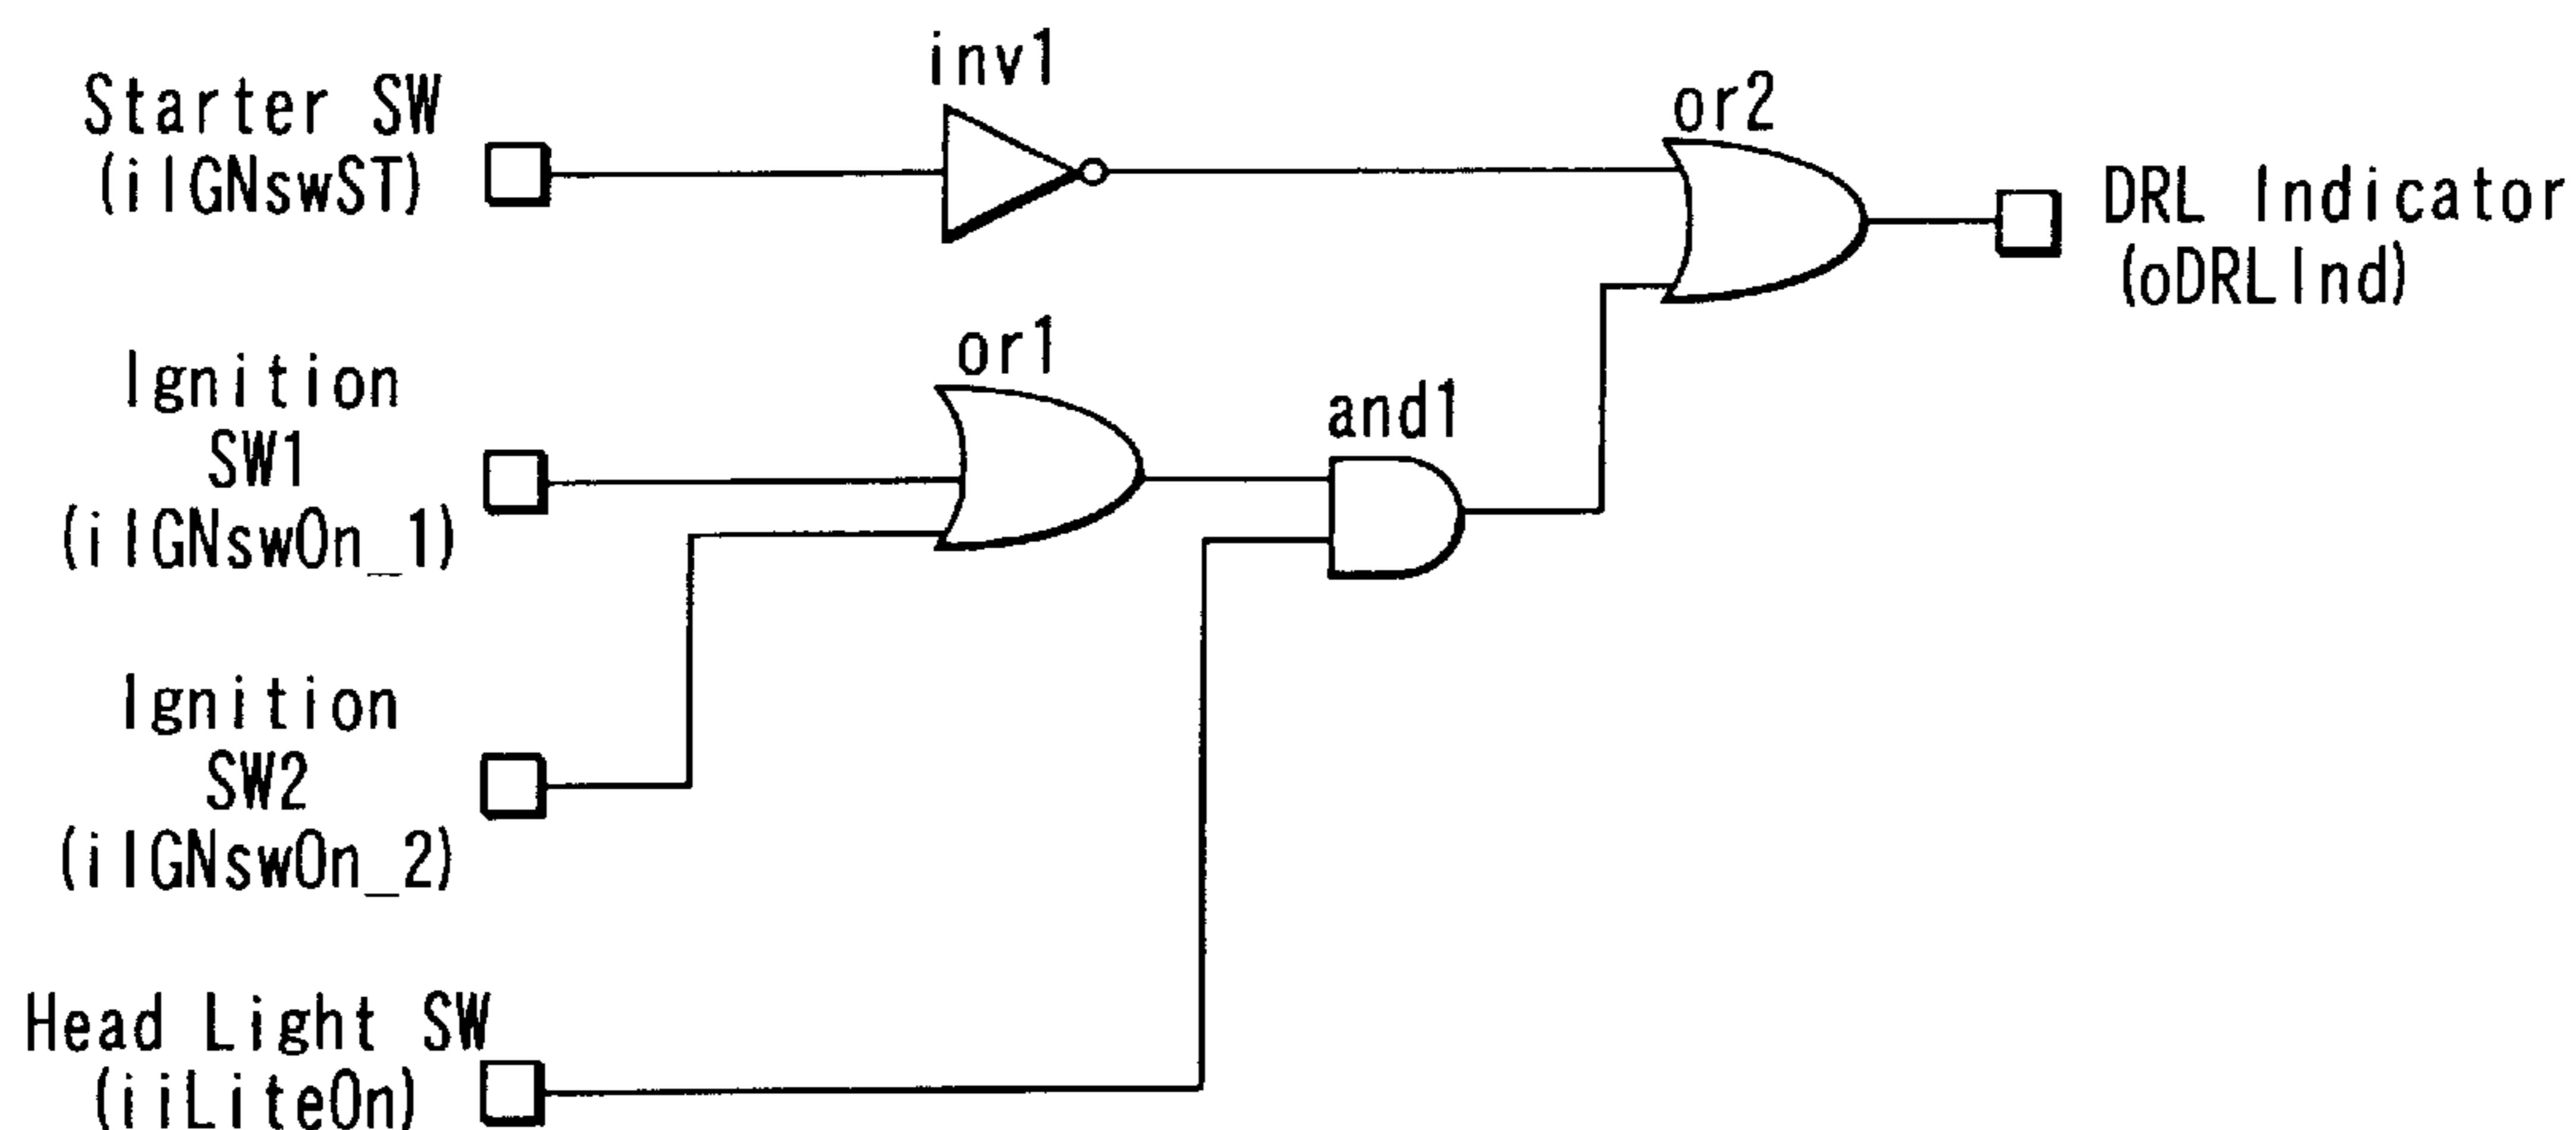 inv1
Starter SW
(iIGNswST)
or2
DRL Indicator
(oDRLInd)
or1
Ignition
SW1
(iIGNswOn_1)
and1
Ignition
SW2
(iIGNswOn_2)
Head Light SW
(iiLiteOn)